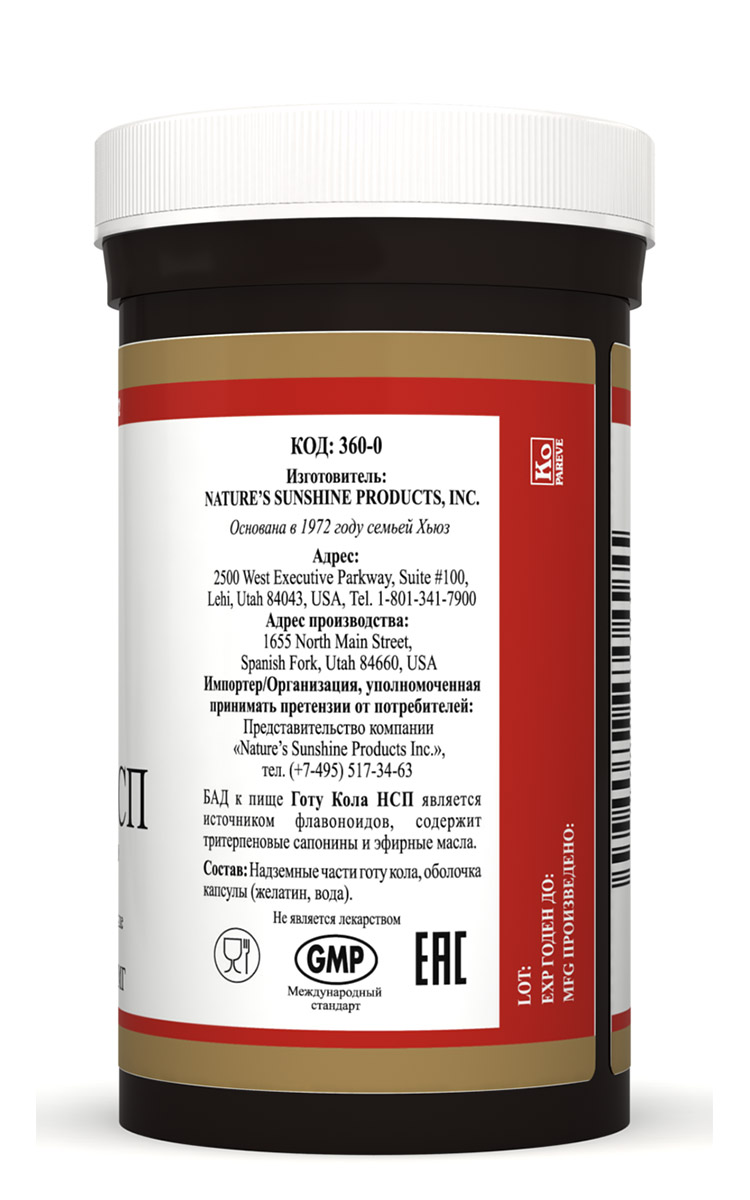 КОД: 360-0
Изготовитель:
NATURE'S SUNSHINE PRODUCTS, INC.
Основана в 1972 году семьей Хьюз
Адрес:
2500 West Executive Parkway, Suite #100,
Lehi, Utah 84043, USA, Tel. 1-801-341-7900
Адрес производства:
1655 North Main Street,
Spanish Fork, Utah 84660, USA
Импортер/Организация, уполномоченная
принимать претензии от потребителей:
Представительство компании
«Nature's Sunshine Products Inc.»,
тел. (+7-495) 517-34-63
БАД к пище Готу Кола НСП является
источником флавоноидов, содержит
тритерпеновые сапонины и эфирные масла.
Состав: Надземные части готу кола, оболочка
капсулы (желатин, вода).
Не является лекарством
GMP
Международный
стандарт
EAC
СП
Ko
PAREVE
LOT:
EXP ГОДЕН ДО:
MFG ПРОИЗВЕДЕНО: